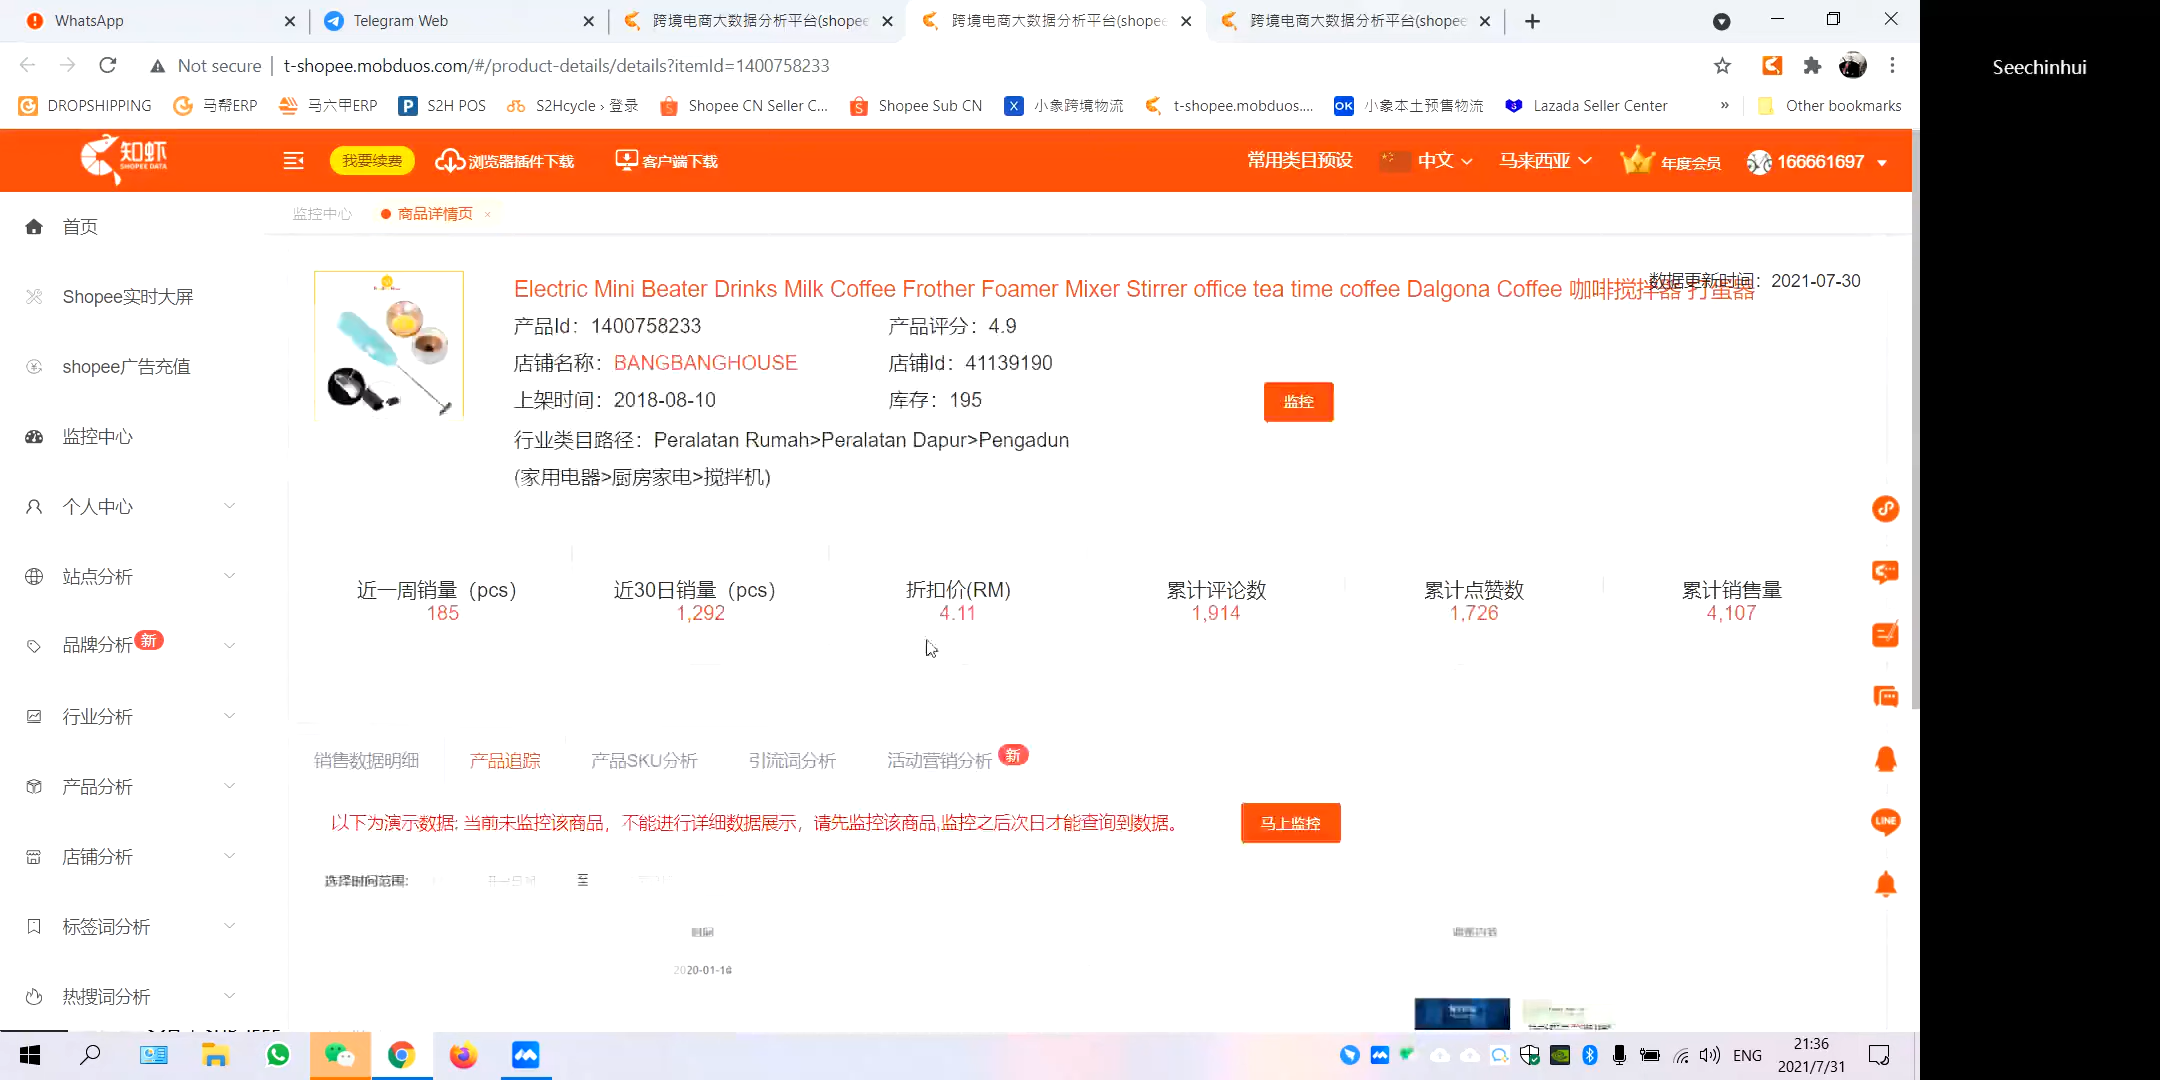 WhatsApp
Telegram Web
跨境电商大数据分析平台(shopee
跨境电商大数据分析平台(shopee
跨境电商大数据分析平台(shopee
Not secure
t-shopee.mobduos.com/#/product-details/details?itemId=1400758233
Seechinhui
DROPSHIPPING
马帮ERP
马六甲ERP
S2H POS
S2Hcycle › 登录
Shopee CN Seller C...
Shopee Sub CN
小象跨境物流
t-shopee.mobduos....
OK 小象本土预售物流
Lazada Seller Center
»
Other bookmarks
知虾
SHOPEE DATA
我要续费
浏览器插件下载
客户端下载
常用类目预设
中文
马来西亚
年度会员
166661697
监控中心
商品详情页
首页
Shopee实时大屏
shopee广告充值
监控中心
个人中心
站点分析
品牌分析 新
行业分析
产品分析
店铺分析
标签词分析
热搜词分析
数据更新时间：2021-07-30
Electric Mini Beater Drinks Milk Coffee Frother Foamer Mixer Stirrer office tea time coffee Dalgona Coffee 咖啡搅拌器 打蛋器
产品Id：1400758233
产品评分：4.9
店铺名称：BANGBANGHOUSE
店铺Id：41139190
上架时间：2018-08-10
库存：195
监控
行业类目路径：Peralatan Rumah>Peralatan Dapur>Pengadun
(家用电器>厨房家电>搅拌机)
近一周销量（pcs）
185
近30日销量（pcs）
1,292
折扣价(RM)
4.11
累计评论数
1,914
累计点赞数
1,726
累计销售量
4,107
销售数据明细
产品追踪
产品SKU分析
引流词分析
活动营销分析 新
以下为演示数据: 当前未监控该商品，不能进行详细数据展示，请先监控该商品,监控之后次日才能查询到数据。
马上监控
选择时间范围:
至
LINE
ENG
21:36
2021/7/31